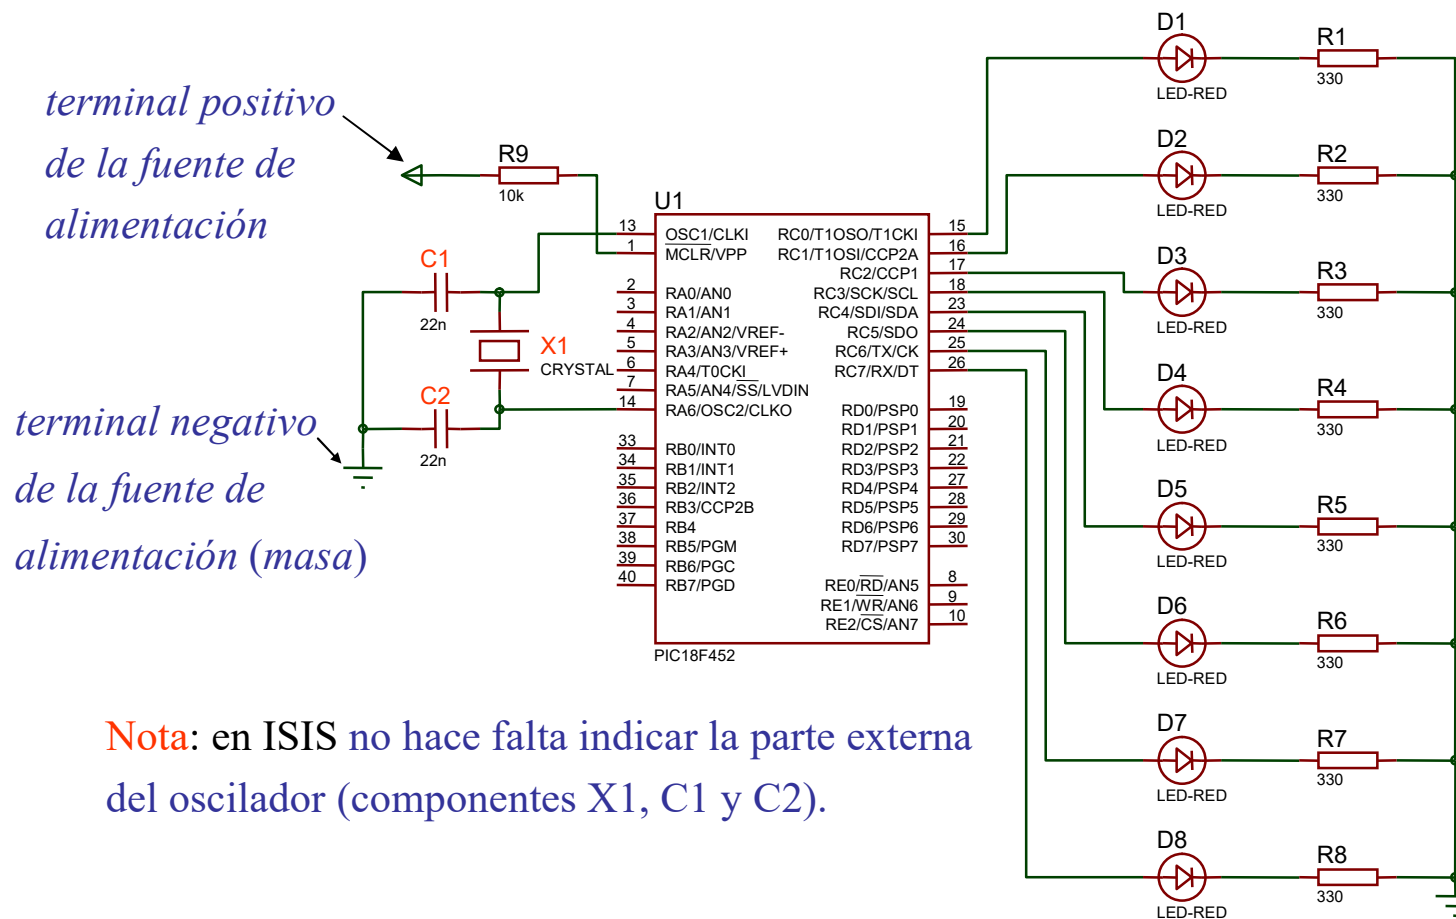 terminal positivo
de la fuente de
alimentación
R9
10k
C1
22n
X1
CRYSTAL
C2
22n
terminal negativo
de la fuente de
alimentación (masa)
U1
13 OSC1/CLKI RC0/T1OSO/T1CKI 15
1 MCLR/VPP RC1/T1OSI/CCP2A 16
RC2/CCP1 17
2 RA0/AN0 RC3/SCK/SCL 18
3 RA1/AN1 RC4/SDI/SDA 23
4 RA2/AN2/VREF- RC5/SDO 24
5 RA3/AN3/VREF+ RC6/TX/CK 25
6 RA4/T0CKI RC7/RX/DT 26
7 RA5/AN4/SS/LVDIN
14 RA6/OSC2/CLKO RD0/PSP0 19
RD1/PSP1 20
33 RB0/INT0 RD2/PSP2 21
34 RB1/INT1 RD3/PSP3 22
35 RB2/INT2 RD4/PSP4 27
36 RB3/CCP2B RD5/PSP5 28
37 RB4 RD6/PSP6 29
38 RB5/PGM RD7/PSP7 30
39 RB6/PGC
40 RB7/PGD RE0/RD/AN5 8
RE1/WR/AN6 9
RE2/CS/AN7 10
PIC18F452
D1 R1
LED-RED 330
D2 R2
LED-RED 330
D3 R3
LED-RED 330
D4 R4
LED-RED 330
D5 R5
LED-RED 330
D6 R6
LED-RED 330
D7 R7
LED-RED 330
D8 R8
LED-RED 330
Nota: en ISIS no hace falta indicar la parte externa
del oscilador (componentes X1, C1 y C2).